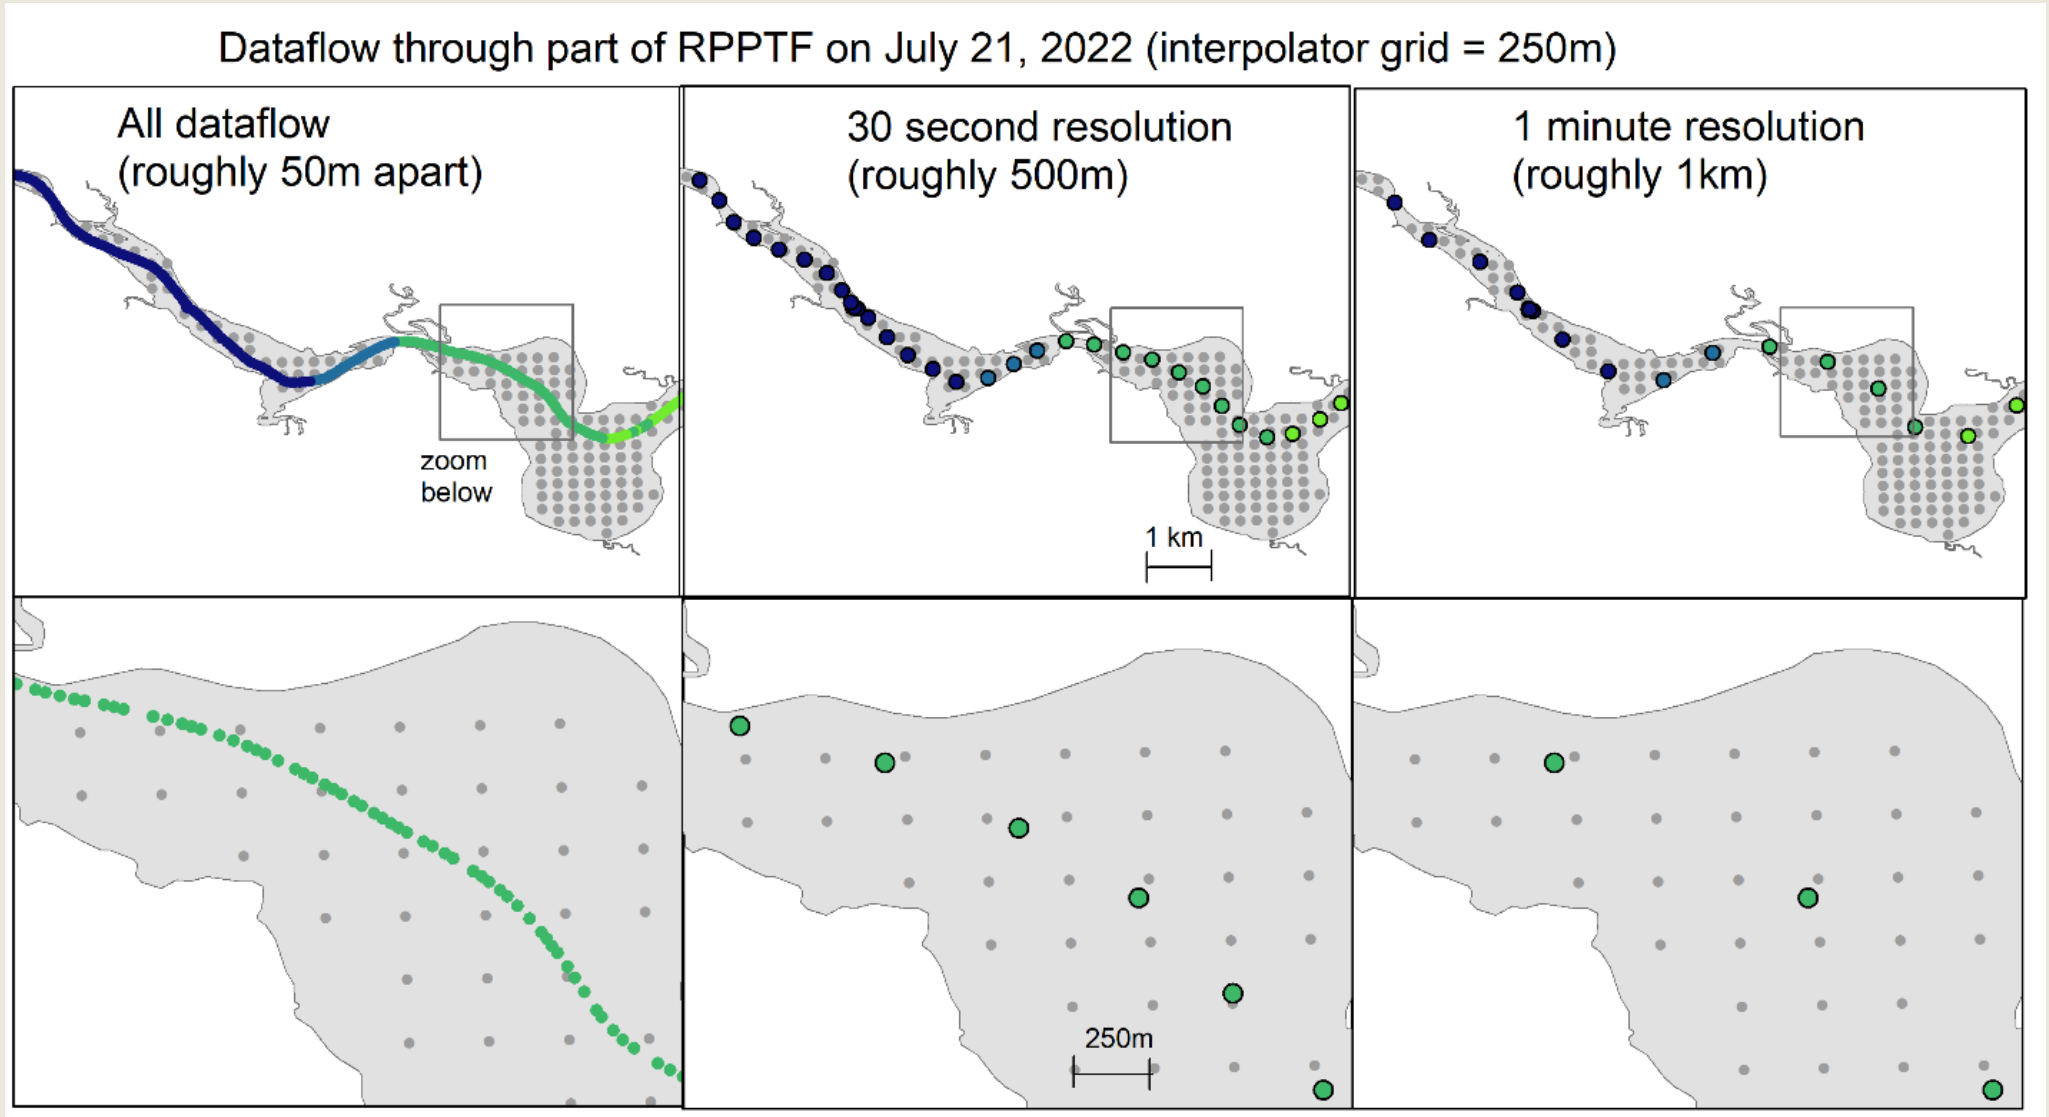 Dataflow through part of RPPTF on July 21, 2022 (interpolator grid = 250m)
All dataflow
(roughly 50m apart)
30 second resolution
(roughly 500m)
1 minute resolution
(roughly 1km)
zoom
below
1 km
250m